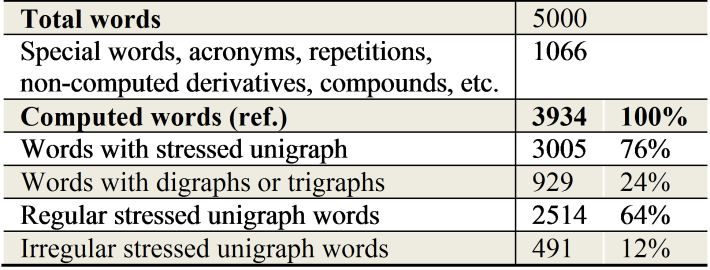 Total words 5000
Special words, acronyms, repetitions, 1066
non-computed derivatives, compounds, etc.
Computed words (ref.) 3934 100%
Words with stressed unigraph 3005 76%
Words with digraphs or trigraphs 929 24%
Regular stressed unigraph words 2514 64%
Irregular stressed unigraph words 491 12%